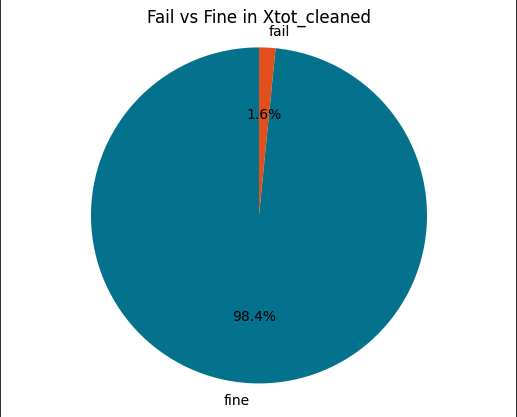 Fail vs Fine in Xtot_cleaned
fail
1.6%
98.4%
fine